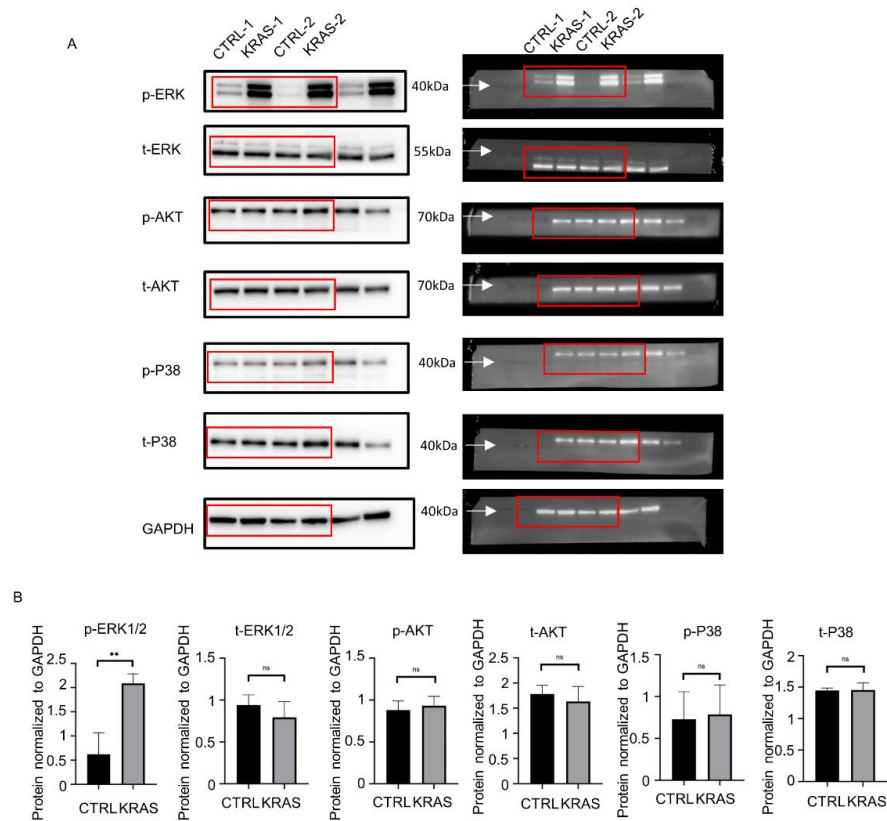 A
CTRL-1 KRAS-1 CTRL-2 KRAS-2 CTRL-1 KRAS-1 CTRL-2 KRAS-2
p-ERK 40kDa
t-ERK 55kDa
p-AKT 70kDa
t-AKT 70kDa
p-P38 40kDa
t-P38 40kDa
GAPDH 40kDa
B
p-ERK1/2
Protein normalized to GAPDH
2.5
2
1.5
1
0.5
0
**
CTRL KRAS
t-ERK1/2
Protein normalized to GAPDH
1.5
1
0.5
0
ns
CTRL KRAS
p-AKT
Protein normalized to GAPDH
1.5
1
0.5
0
ns
CTRL KRAS
t-AKT
Protein normalized to GAPDH
2.5
2
1.5
1
0.5
0
ns
CTRL KRAS
p-P38
Protein normalized to GAPDH
1.5
1
0.5
0
ns
CTRL KRAS
t-P38
Protein normalized to GAPDH
2
1.5
1
0.5
0
ns
CTRL KRAS